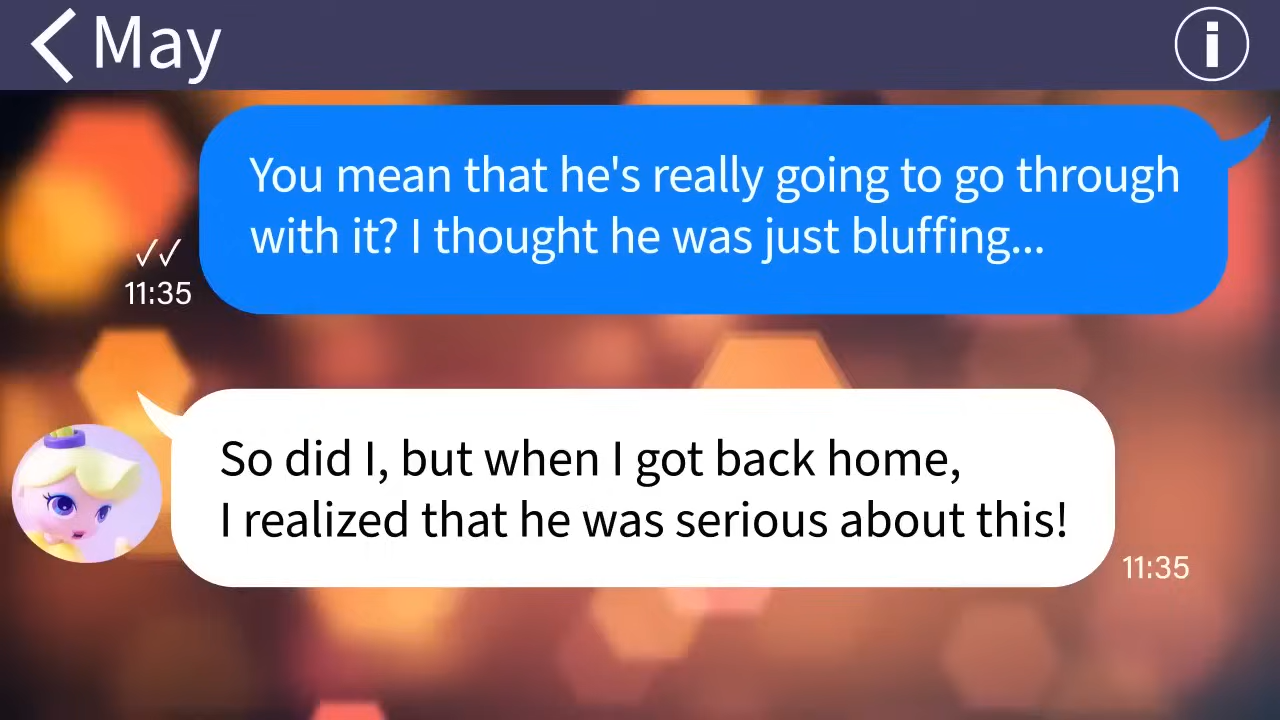 May
i
You mean that he's really going to go through
with it? I thought he was just bluffing...
11:35
So did I, but when I got back home,
I realized that he was serious about this!
11:35